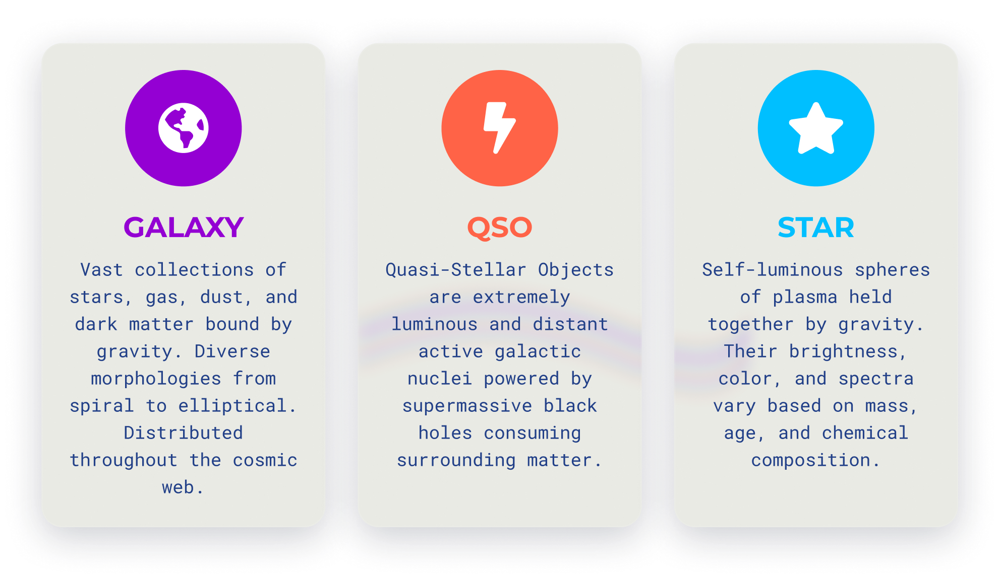 GALAXY
Vast collections of
stars, gas, dust, and
dark matter bound by
gravity. Diverse
morphologies from
spiral to elliptical.
Distributed
throughout the cosmic
web.
QSO
Quasi-Stellar Objects
are extremely
luminous and distant
active galactic
nuclei powered by
supermassive black
holes consuming
surrounding matter.
STAR
Self-luminous spheres
of plasma held
together by gravity.
Their brightness,
color, and spectra
vary based on mass,
age, and chemical
composition.